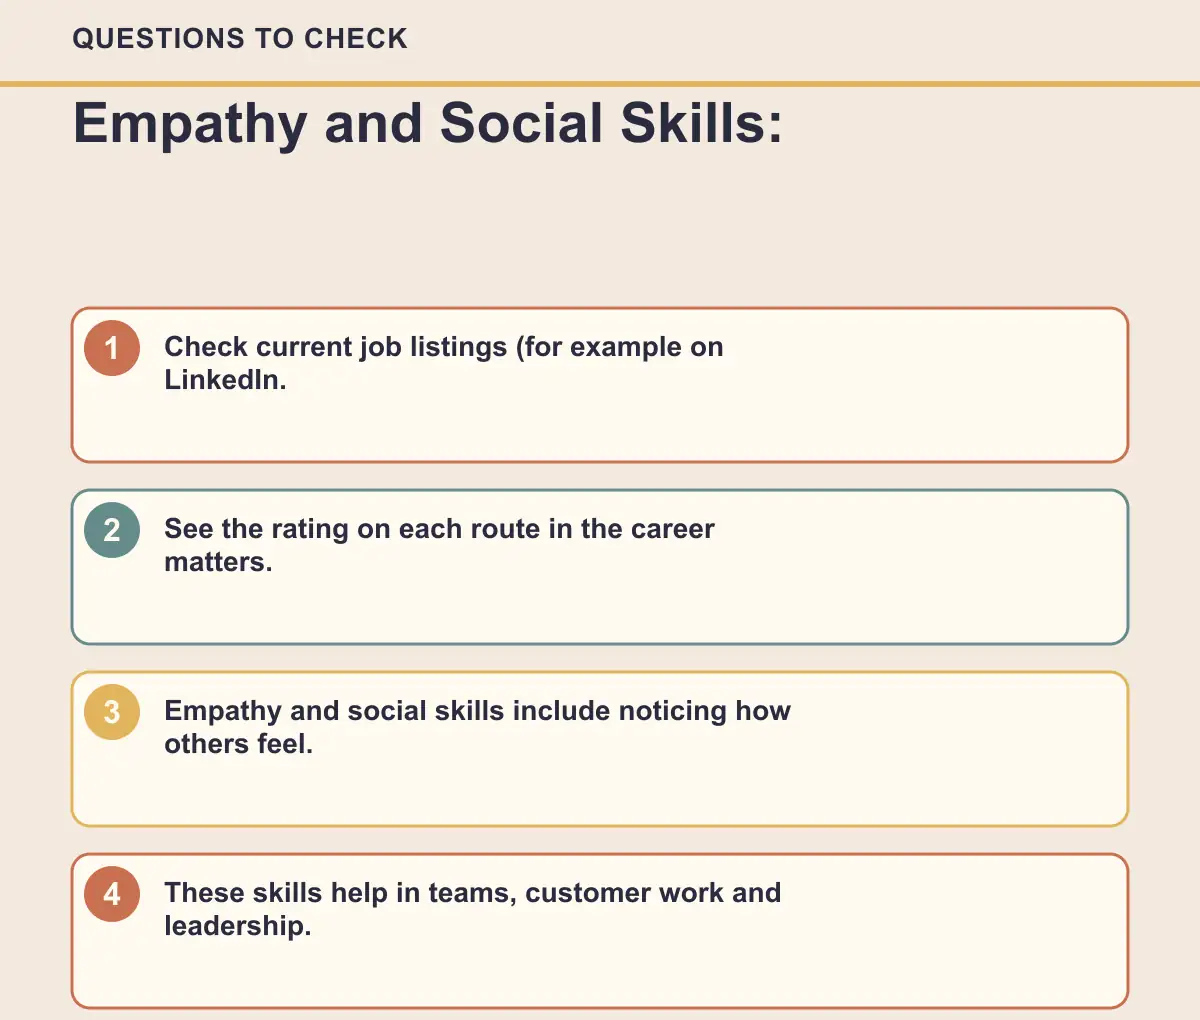 QUESTIONS TO CHECK
Empathy and Social Skills:
1
Check current job listings (for example on
LinkedIn.
2
See the rating on each route in the career
matters.
3
Empathy and social skills include noticing how
others feel.
4
These skills help in teams, customer work and
leadership.